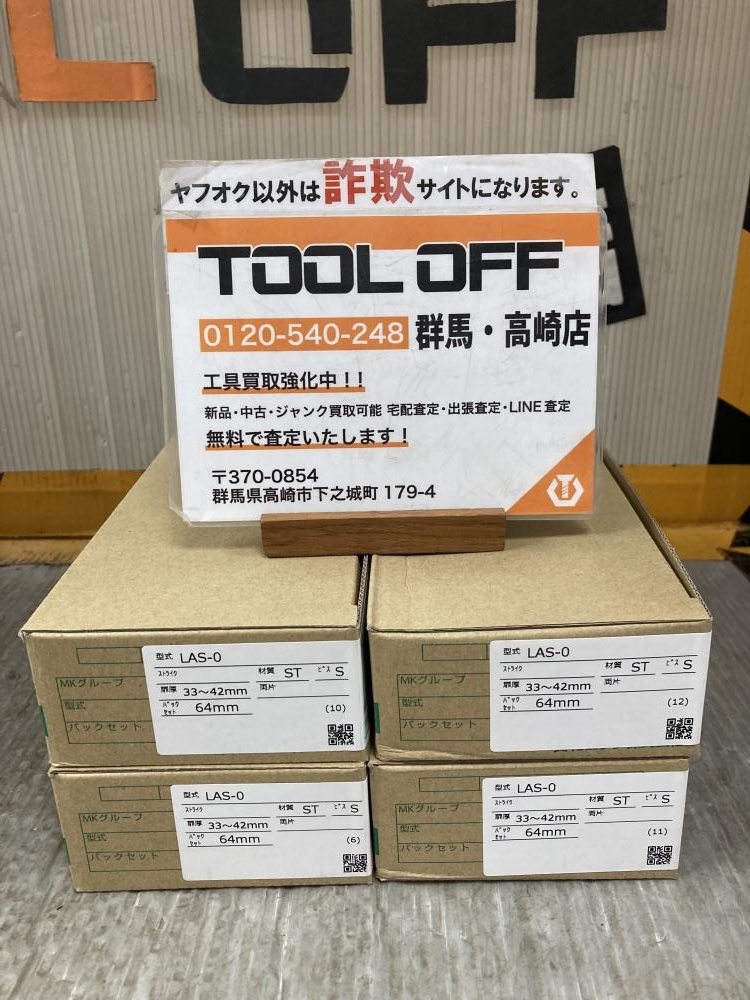 L OFF
ヤフオク以外は詐欺サイトになります。
TOOL OFF
0120-540-248 群馬・高崎店
工具買取強化中！！
新品・中古・ジャンク買取可能 宅配査定・出張査定・LINE査定
無料で査定いたします！
〒370-0854
群馬県高崎市下之城町 179-4
MKグループ
型式
バックセット
型式 LAS-0
ストライク 材質 ST ビス S
扉厚 33～42mm 両片
バックセット 64mm (10)
MKグループ
型式
バックセット
型式 LAS-0
ストライク 材質 ST ビス S
扉厚 33～42mm 両片
バックセット 64mm (12)
MKグループ
型式
バックセット
型式 LAS-0
ストライク 材質 ST ビス S
扉厚 33～42mm 両片
バックセット 64mm (6)
MKグループ
型式
バックセット
型式 LAS-0
ストライク 材質 ST ビス S
扉厚 33～42mm 両片
バックセット 64mm (11)